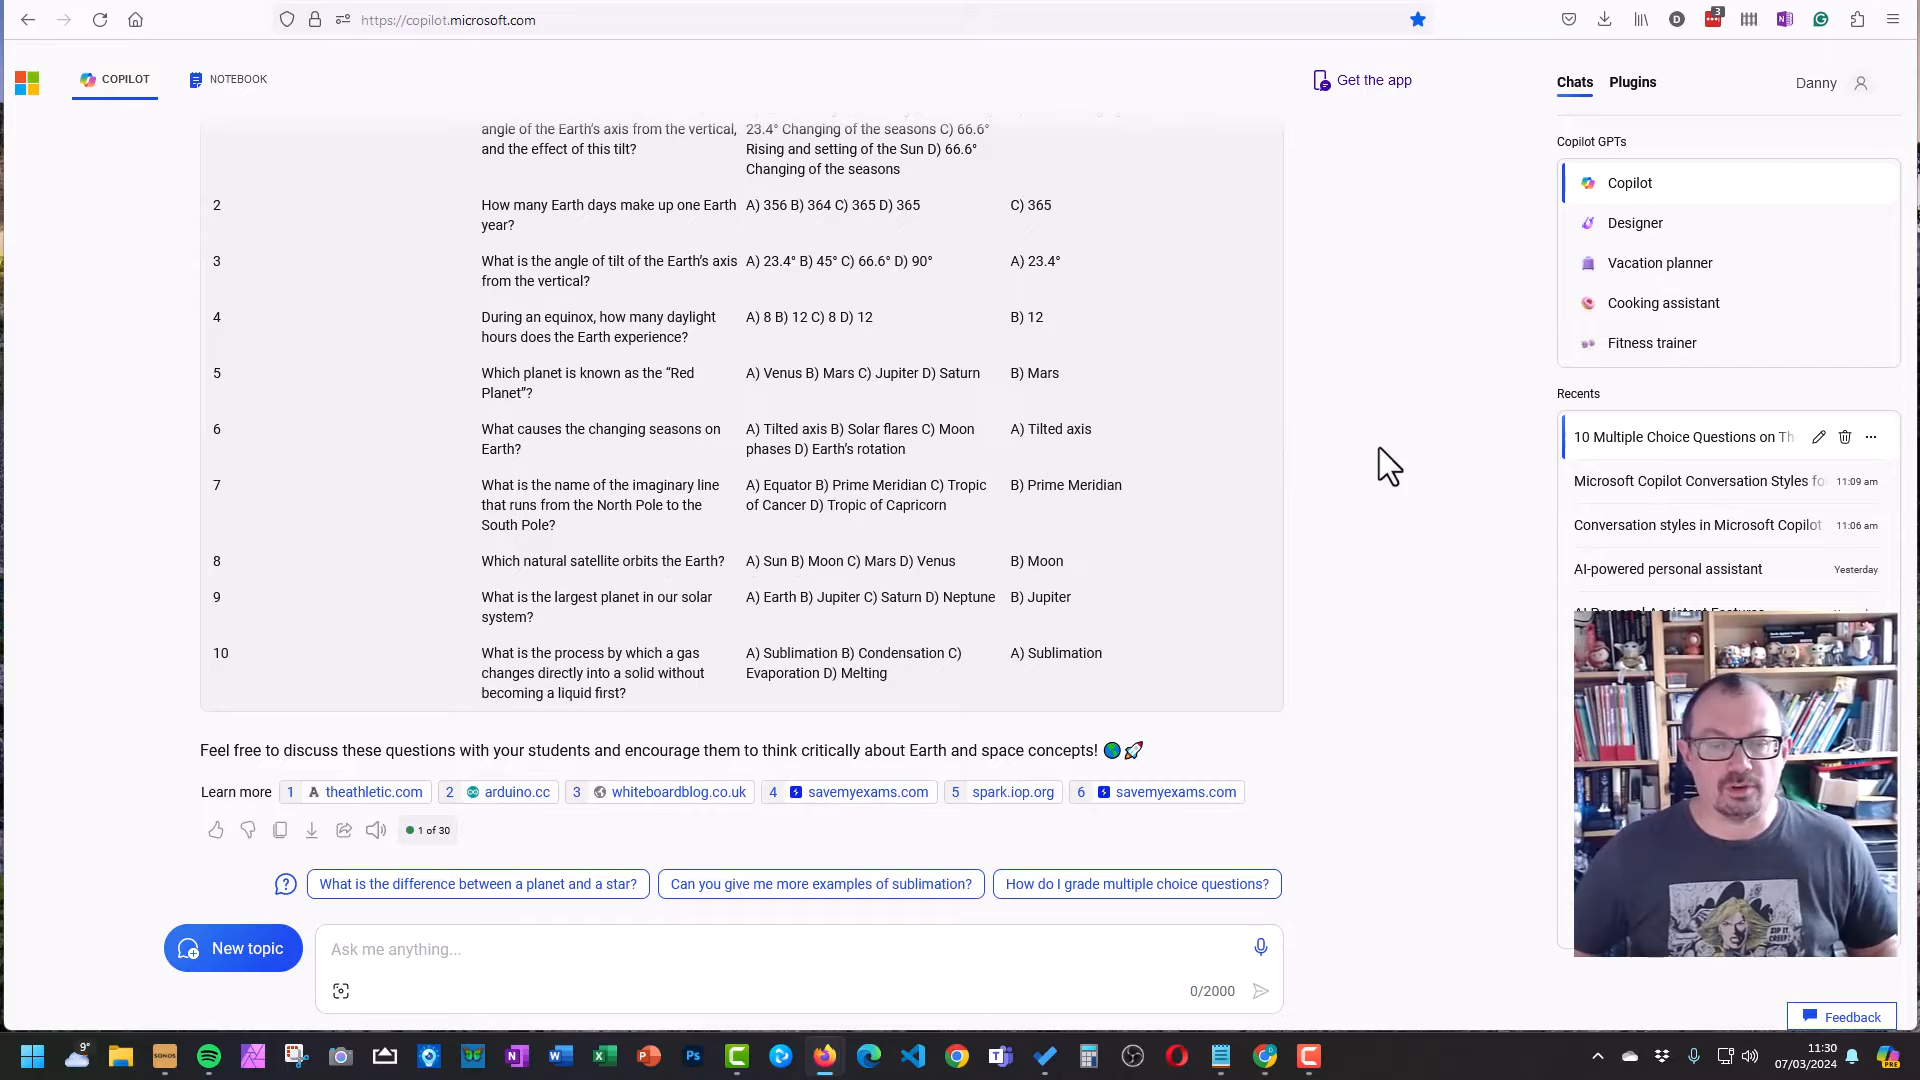 https://copilot.microsoft.com
3
D
COPILOT
NOTEBOOK
Get the app
Chats
Plugins
Danny
angle of the Earth's axis from the vertical,
and the effect of this tilt?
23.4° Changing of the seasons C) 66.6°
Rising and setting of the Sun D) 66.6°
Changing of the seasons
2
How many Earth days make up one Earth
year?
A) 356 B) 364 C) 365 D) 365
C) 365
3
What is the angle of tilt of the Earth's axis
from the vertical?
A) 23.4° B) 45° C) 66.6° D) 90°
A) 23.4°
4
During an equinox, how many daylight
hours does the Earth experience?
A) 8 B) 12 C) 8 D) 12
B) 12
5
Which planet is known as the “Red
Planet”?
A) Venus B) Mars C) Jupiter D) Saturn
B) Mars
6
What causes the changing seasons on
Earth?
A) Tilted axis B) Solar flares C) Moon
phases D) Earth's rotation
A) Tilted axis
7
What is the name of the imaginary line
that runs from the North Pole to the
South Pole?
A) Equator B) Prime Meridian C) Tropic
of Cancer D) Tropic of Capricorn
B) Prime Meridian
8
Which natural satellite orbits the Earth?
A) Sun B) Moon C) Mars D) Venus
B) Moon
9
What is the largest planet in our solar
system?
A) Earth B) Jupiter C) Saturn D) Neptune
B) Jupiter
10
What is the process by which a gas
changes directly into a solid without
becoming a liquid first?
A) Sublimation B) Condensation C)
Evaporation D) Melting
A) Sublimation
Feel free to discuss these questions with your students and encourage them to think critically about Earth and space concepts!
Learn more
1 theathletic.com
2 arduino.cc
3 whiteboardblog.co.uk
4 savemyexams.com
5 spark.iop.org
6 savemyexams.com
1 of 30
What is the difference between a planet and a star?
Can you give me more examples of sublimation?
How do I grade multiple choice questions?
New topic
Ask me anything...
0/2000
Copilot GPTs
Copilot
Designer
Vacation planner
Cooking assistant
Fitness trainer
Recents
10 Multiple Choice Questions on Th
Microsoft Copilot Conversation Styles fo
11:09 am
Conversation styles in Microsoft Copilot
11:06 am
AI-powered personal assistant
Yesterday
SIP IT
CREEP!
Feedback
9°
SONOS
11:30
07/03/2024
PRE